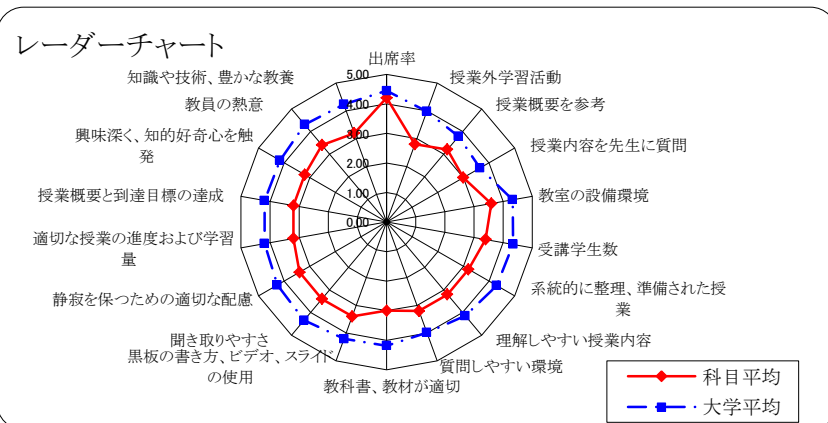 レーダーチャート
出席率
授業外学習活動
授業概要を参考
授業内容を先生に質問
教室の設備環境
受講学生数
系統的に整理、準備された授
業
理解しやすい授業内容
質問しやすい環境
教科書、教材が適切
黒板の書き方、ビデオ、スライド
の使用
聞き取りやすさ
静寂を保つための適切な配慮
適切な授業の進度および学習
量
授業概要と到達目標の達成
興味深く、知的好奇心を触
発
教員の熱意
知識や技術、豊かな教養
5.00
4.00
3.00
2.00
1.00
0.00
科目平均
大学平均